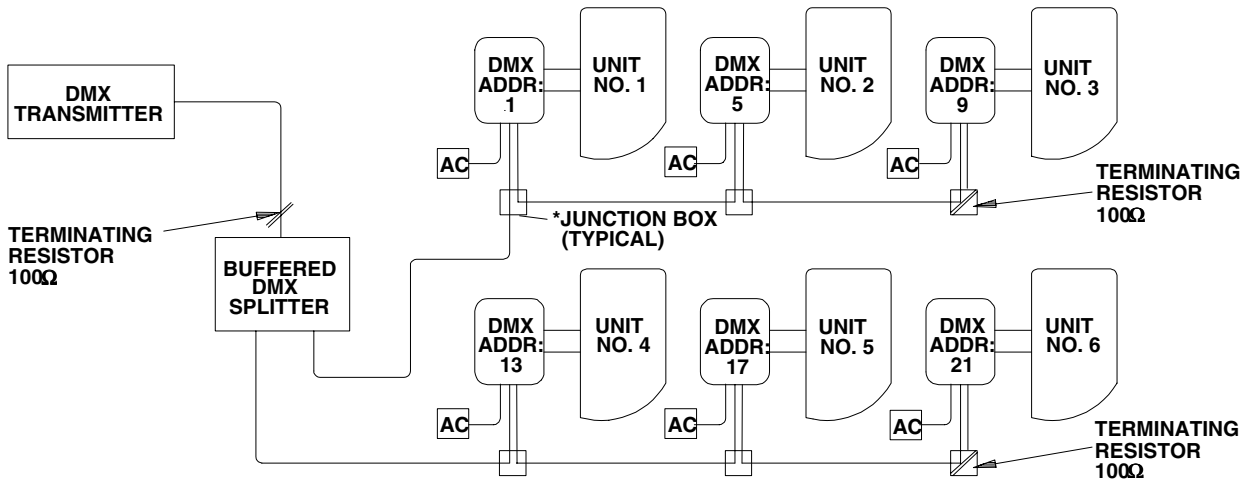 DMX
TRANSMITTER
TERMINATING
RESISTOR
100Ω
BUFFERED
DMX
SPLITTER
DMX
ADDR:
1
UNIT
NO. 1
AC
DMX
ADDR:
5
UNIT
NO. 2
AC
DMX
ADDR:
9
UNIT
NO. 3
AC
*JUNCTION BOX
(TYPICAL)
TERMINATING
RESISTOR
100Ω
DMX
ADDR:
13
UNIT
NO. 4
AC
DMX
ADDR:
17
UNIT
NO. 5
AC
DMX
ADDR:
21
UNIT
NO. 6
AC
TERMINATING
RESISTOR
100Ω